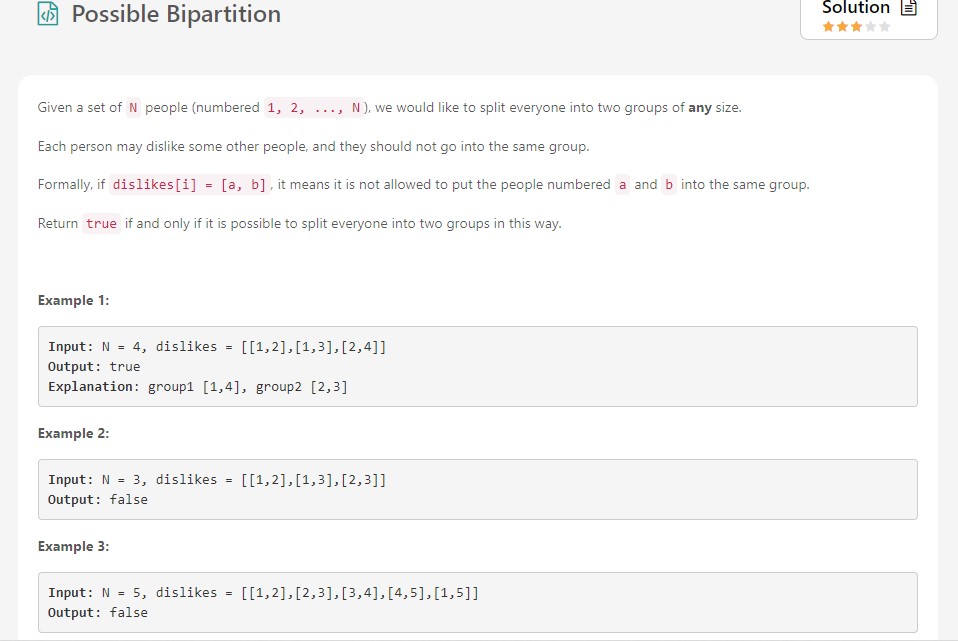 Possible Bipartition
Solution
Given a set of N people (numbered 1, 2, ..., N), we would like to split everyone into two groups of any size.
Each person may dislike some other people, and they should not go into the same group.
Formally, if dislikes[i] = [a, b], it means it is not allowed to put the people numbered a and b into the same group.
Return true if and only if it is possible to split everyone into two groups in this way.
Example 1:
Input: N = 4, dislikes = [[1,2],[1,3],[2,4]]
Output: true
Explanation: group1 [1,4], group2 [2,3]
Example 2:
Input: N = 3, dislikes = [[1,2],[1,3],[2,3]]
Output: false
Example 3:
Input: N = 5, dislikes = [[1,2],[2,3],[3,4],[4,5],[1,5]]
Output: false